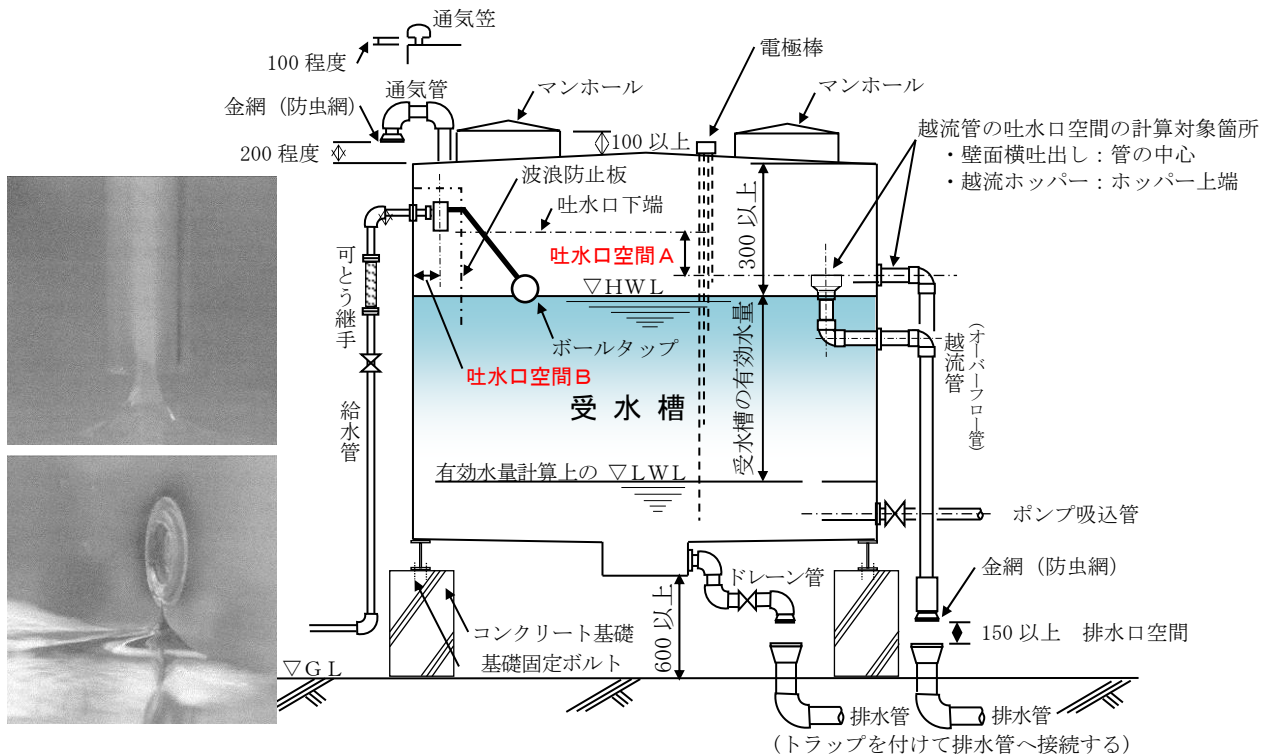 通気笠
100 程度
通気管
金網（防虫網）
200 程度
マンホール
100 以上
電極棒
マンホール
越流管の吐水口空間の計算対象箇所
・壁面横吐出し：管の中心
・越流ホッパー：ホッパー上端
波浪防止板
吐水口下端
吐水口空間A
300 以上
可とう継手
▽HWL
ボールタップ
吐水口空間B
受水槽の有効水量
越流管
（オーバーフロー管）
受 水 槽
給水管
有効水量計算上の ▽LWL
ポンプ吸込管
ドレーン管
金網（防虫網）
コンクリート基礎
基礎固定ボルト
600 以上
150 以上　排水口空間
▽GL
排水管
排水管
（トラップを付けて排水管へ接続する）